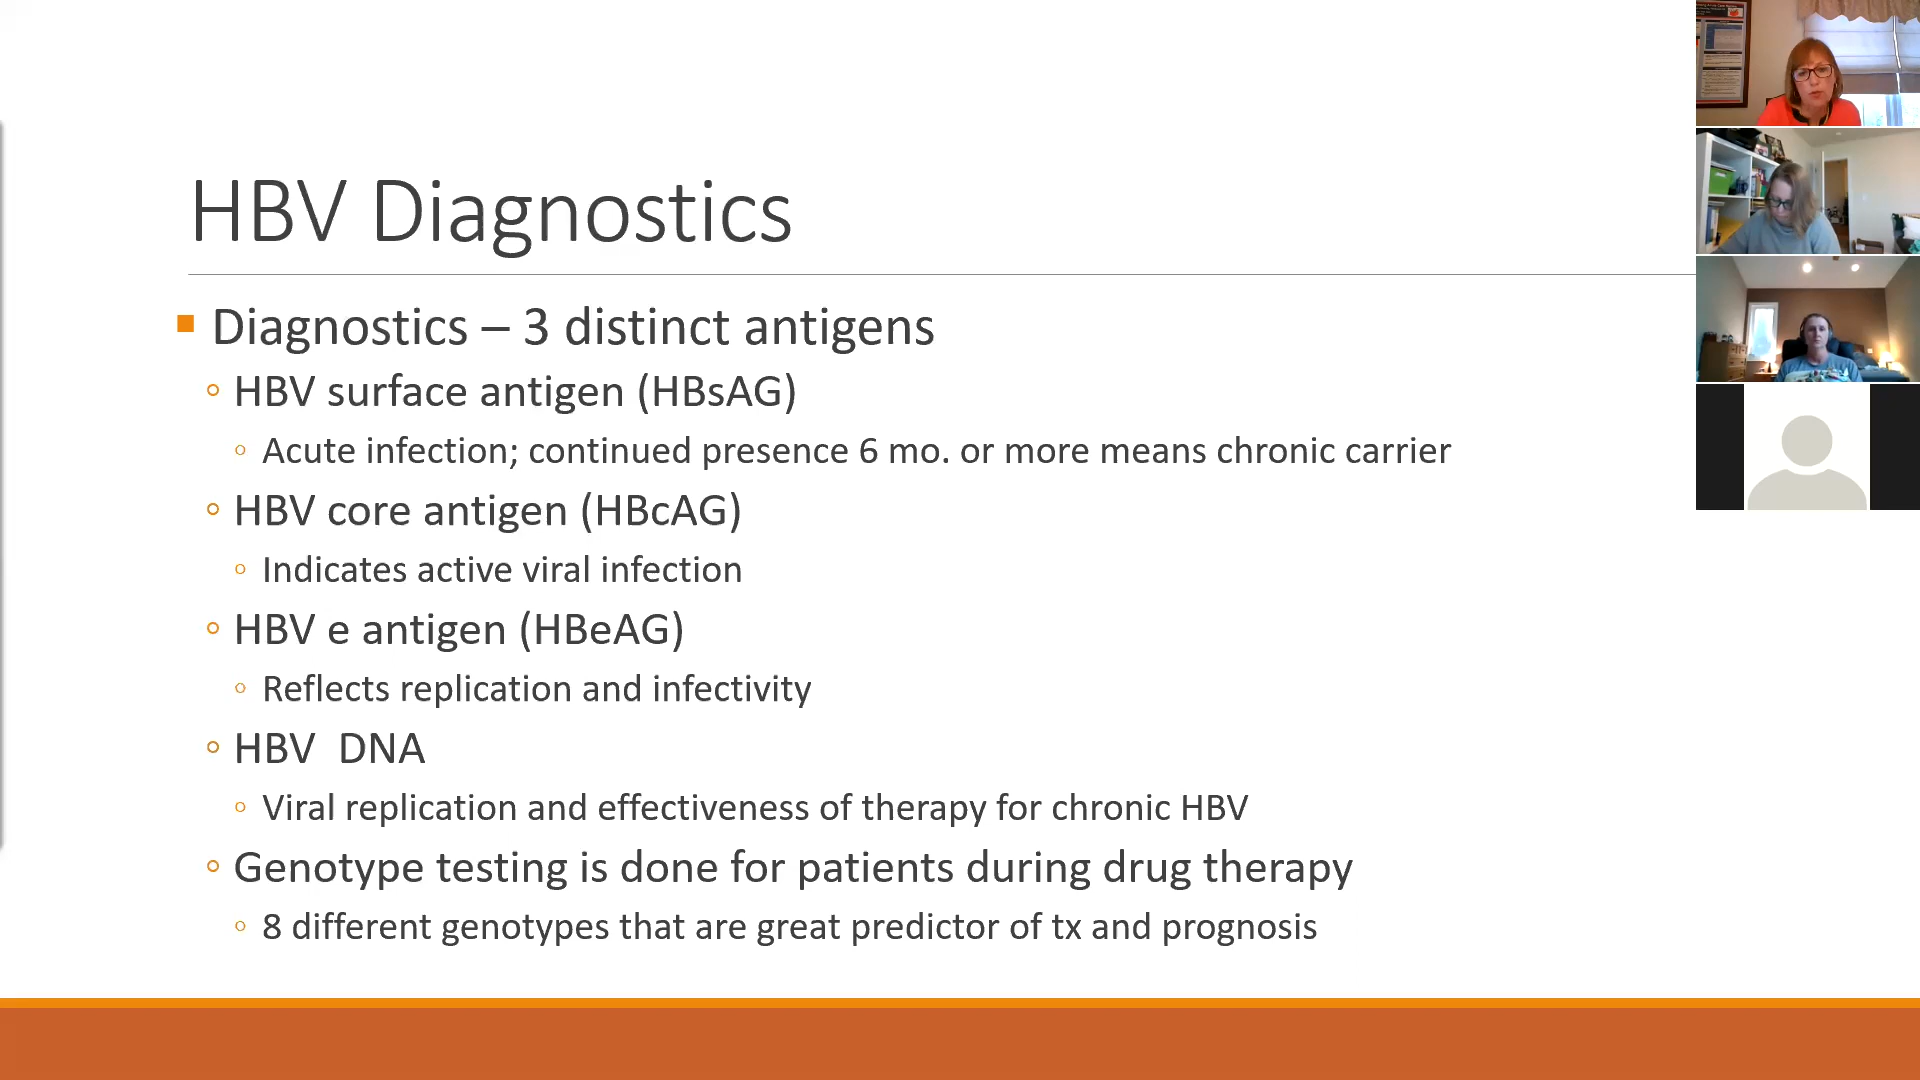 HBV Diagnostics
Diagnostics – 3 distinct antigens
HBV surface antigen (HBsAG)
Acute infection; continued presence 6 mo. or more means chronic carrier
HBV core antigen (HBcAG)
Indicates active viral infection
HBV e antigen (HBeAG)
Reflects replication and infectivity
HBV  DNA
Viral replication and effectiveness of therapy for chronic HBV
Genotype testing is done for patients during drug therapy
8 different genotypes that are great predictor of tx and prognosis